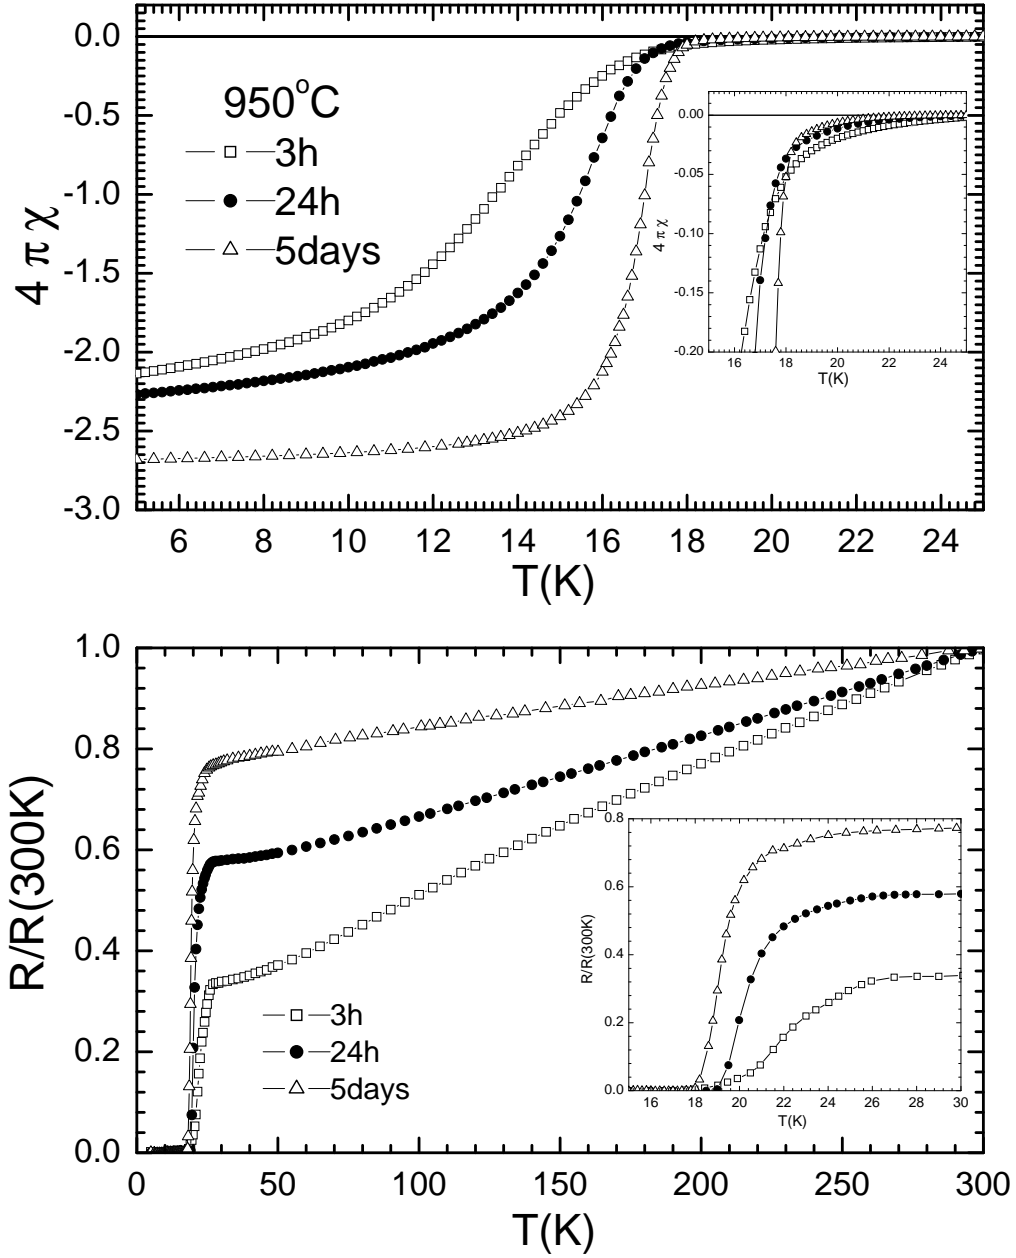 0.0
-0.5
-1.0
-1.5
-2.0
-2.5
-3.0
4 π χ
950°C
3h
24h
5days
6 8 10 12 14 16 18 20 22 24
T(K)
0.00
-0.05
-0.10
-0.15
-0.20
4 π χ
16 18 20 22 24
T(K)
1.0
0.8
0.6
0.4
0.2
0.0
R/R(300K)
3h
24h
5days
0 50 100 150 200 250 300
T(K)
0.8
0.6
0.4
0.2
0.0
R/R(300K)
16 18 20 22 24 26 28 30
T(K)